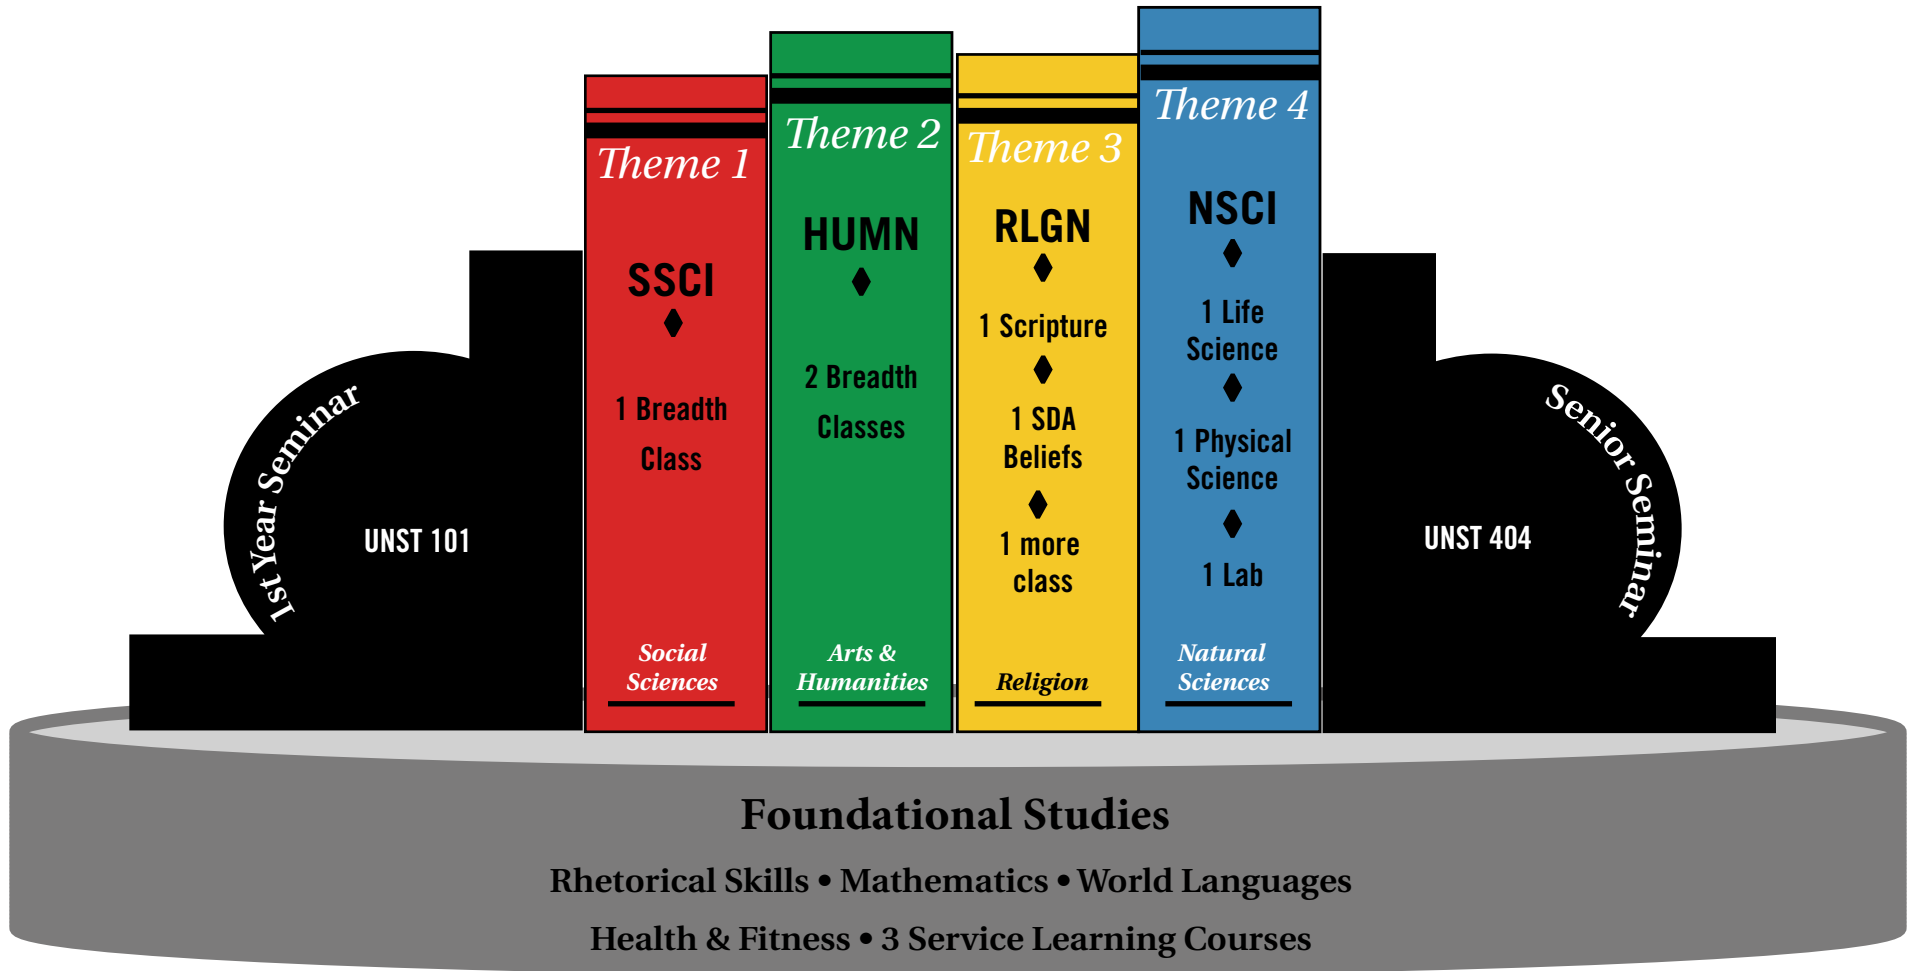 1st Year Seminar
UNST 101
Theme 1
SSCI
1 Breadth
Class
Social
Sciences
Theme 2
HUMN
2 Breadth
Classes
Arts &
Humanities
Theme 3
RLGN
1 Scripture
1 SDA
Beliefs
1 more
class
Religion
Theme 4
NSCI
1 Life
Science
1 Physical
Science
1 Lab
Natural
Sciences
Senior Seminar
UNST 404
Foundational Studies
Rhetorical Skills • Mathematics • World Languages
Health & Fitness • 3 Service Learning Courses